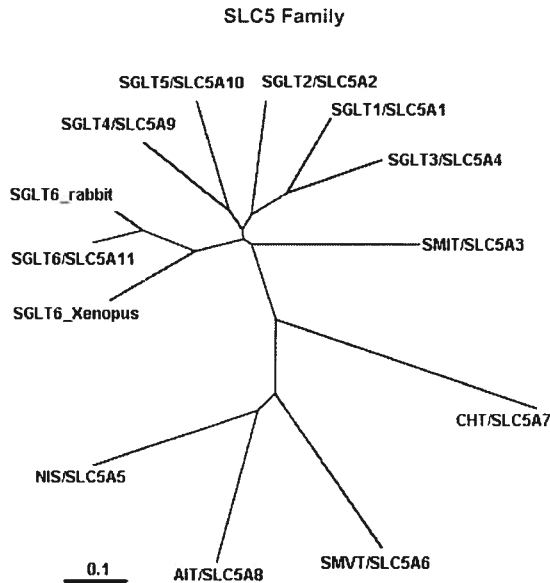 SLC5 Family
SGLT5/SLC5A10
SGLT2/SLC5A2
SGLT1/SLC5A1
SGLT4/SLC5A9
SGLT3/SLC5A4
SGLT6_rabbit
SMIT/SLC5A3
SGLT6/SLC5A11
SGLT6_Xenopus
CHT/SLC5A7
NIS/SLC5A5
SMVT/SLC5A6
AIT/SLC5A8
0.1